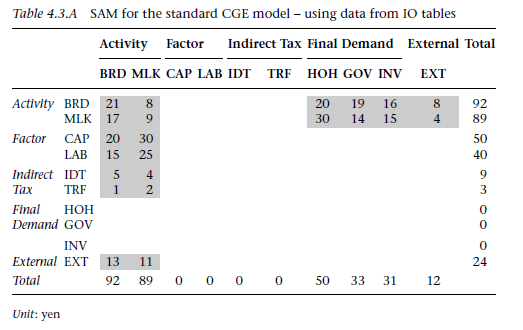 Table 4.3.A SAM for the standard CGE model – using data from IO tables
Activity Factor Indirect Tax Final Demand External Total
BRD MLK CAP LAB IDT TRF HOH GOV INV EXT
Activity BRD 21 8 20 19 16 8 92
MLK 17 9 30 14 15 4 89
Factor CAP 20 30 50
LAB 15 25 40
Indirect IDT 5 4 9
Tax TRF 1 2 3
Final HOH 0
Demand GOV 0
INV 0
External EXT 13 11 24
Total 92 89 0 0 0 0 50 33 31 12
Unit: yen